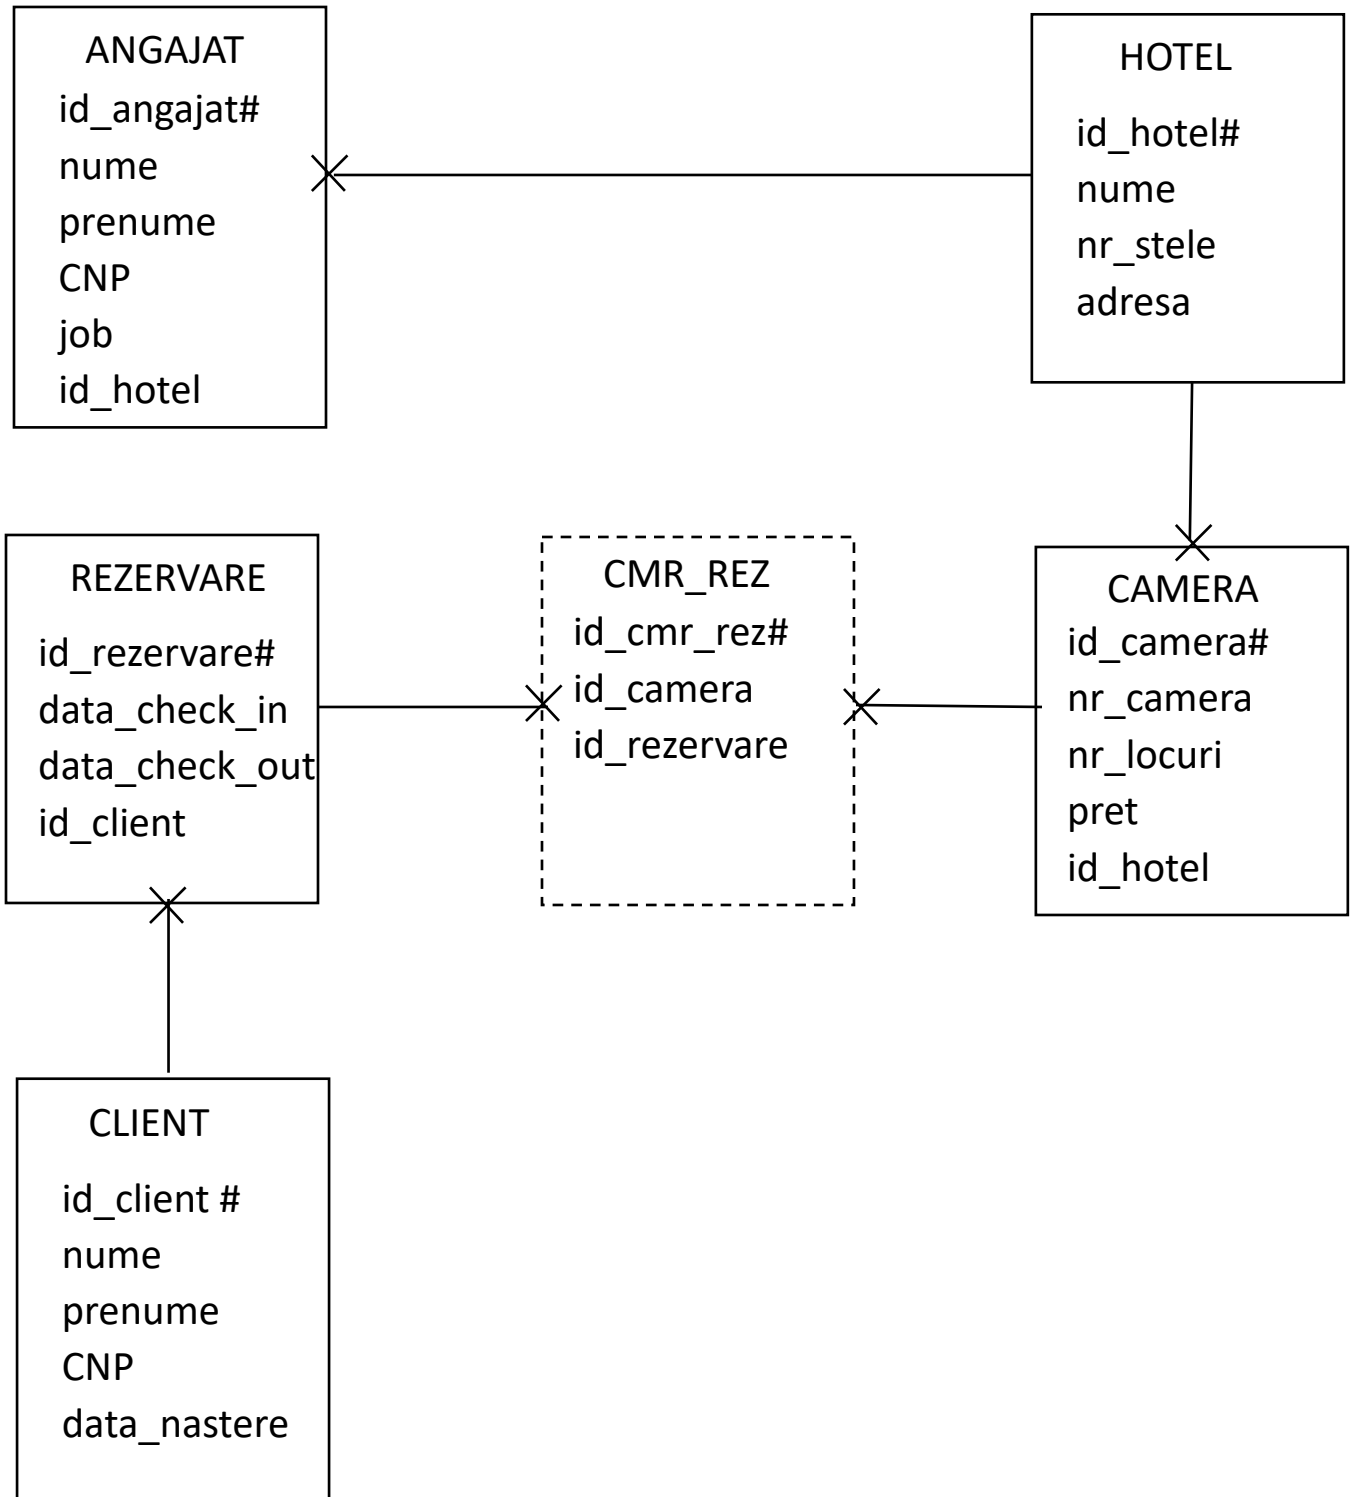 ANGAJAT
id_angajat#
nume
prenume
CNP
job
id_hotel
HOTEL
id_hotel#
nume
nr_stele
adresa
REZERVARE
id_rezervare#
data_check_in
data_check_out
id_client
CMR_REZ
id_cmr_rez#
id_camera
id_rezervare
CAMERA
id_camera#
nr_camera
nr_locuri
pret
id_hotel
CLIENT
id_client #
nume
prenume
CNP
data_nastere